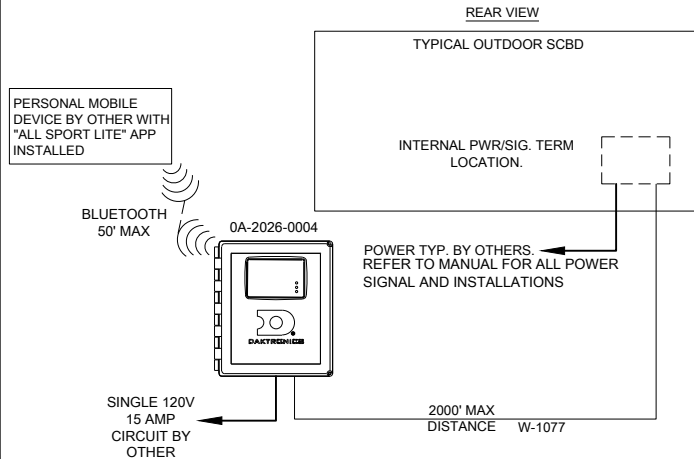 REAR VIEW
TYPICAL OUTDOOR SCBD
PERSONAL MOBILE
DEVICE BY OTHER WITH
"ALL SPORT LITE" APP
INSTALLED
INTERNAL PWR/SIG. TERM
LOCATION.
BLUETOOTH
50' MAX
0A-2026-0004
POWER TYP. BY OTHERS.
REFER TO MANUAL FOR ALL POWER
SIGNAL AND INSTALLATIONS
DAKTRONICS
SINGLE 120V
15 AMP
CIRCUIT BY
OTHER
2000' MAX
DISTANCE W-1077